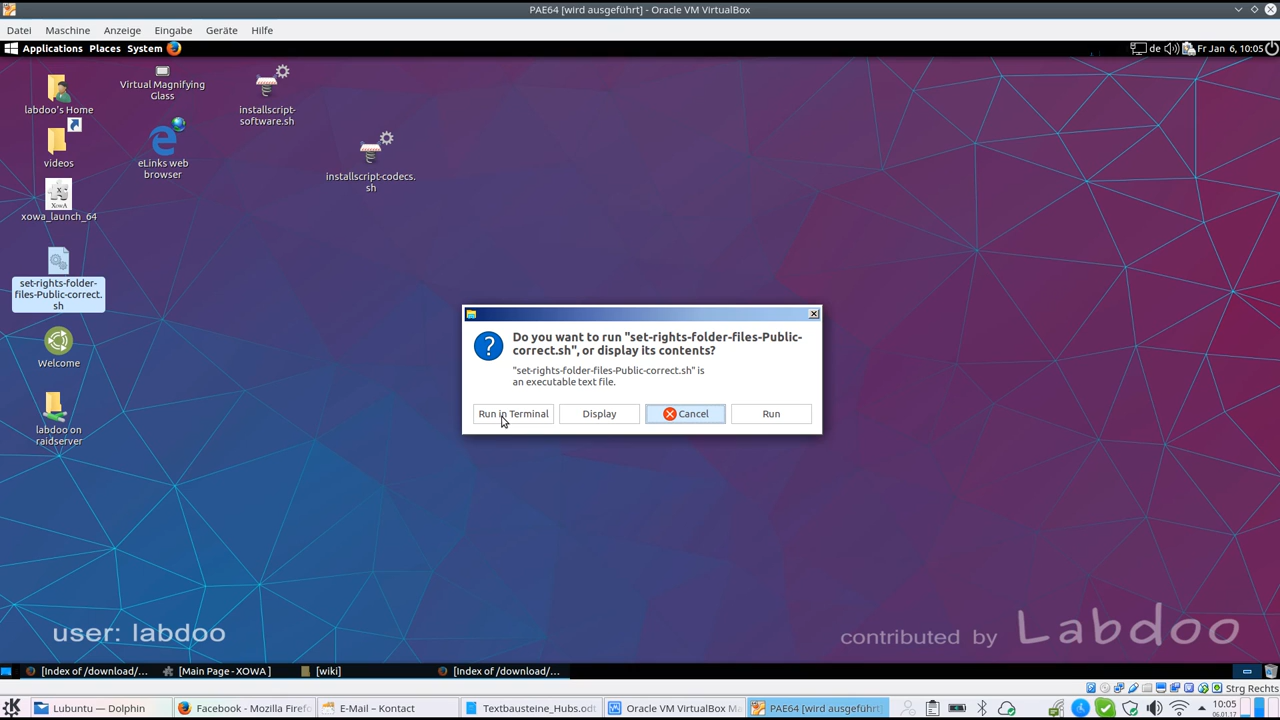 PAE64 [wird ausgeführt] - Oracle VM VirtualBox
Datei Maschine Anzeige Eingabe Geräte Hilfe
Applications Places System de Fr Jan 6, 10:05
labdoo's Home
Virtual Magnifying
Glass
installscript-
software.sh
videos
eLinks web
browser
installscript-codecs.
sh
XOWA
xowa_launch_64
set-rights-folder-
files-Public-correct.
sh
Welcome
labdoo on
raidserver
Do you want to run "set-rights-folder-files-Public-
correct.sh", or display its contents?
"set-rights-folder-files-Public-correct.sh" is
an executable text file.
Run in Terminal Display Cancel Run
user: labdoo
contributed by Labdoo
[Index of /download/... [Main Page - XOWA] [wiki] [Index of /download/...
Strg Rechts
Lubuntu — Dolphin Facebook - Mozilla Firefo E-Mail – Kontact Textbausteine_Hubs.odt Oracle VM VirtualBox Ma PAE64 [wird ausgeführt] 10:05
06.01.17